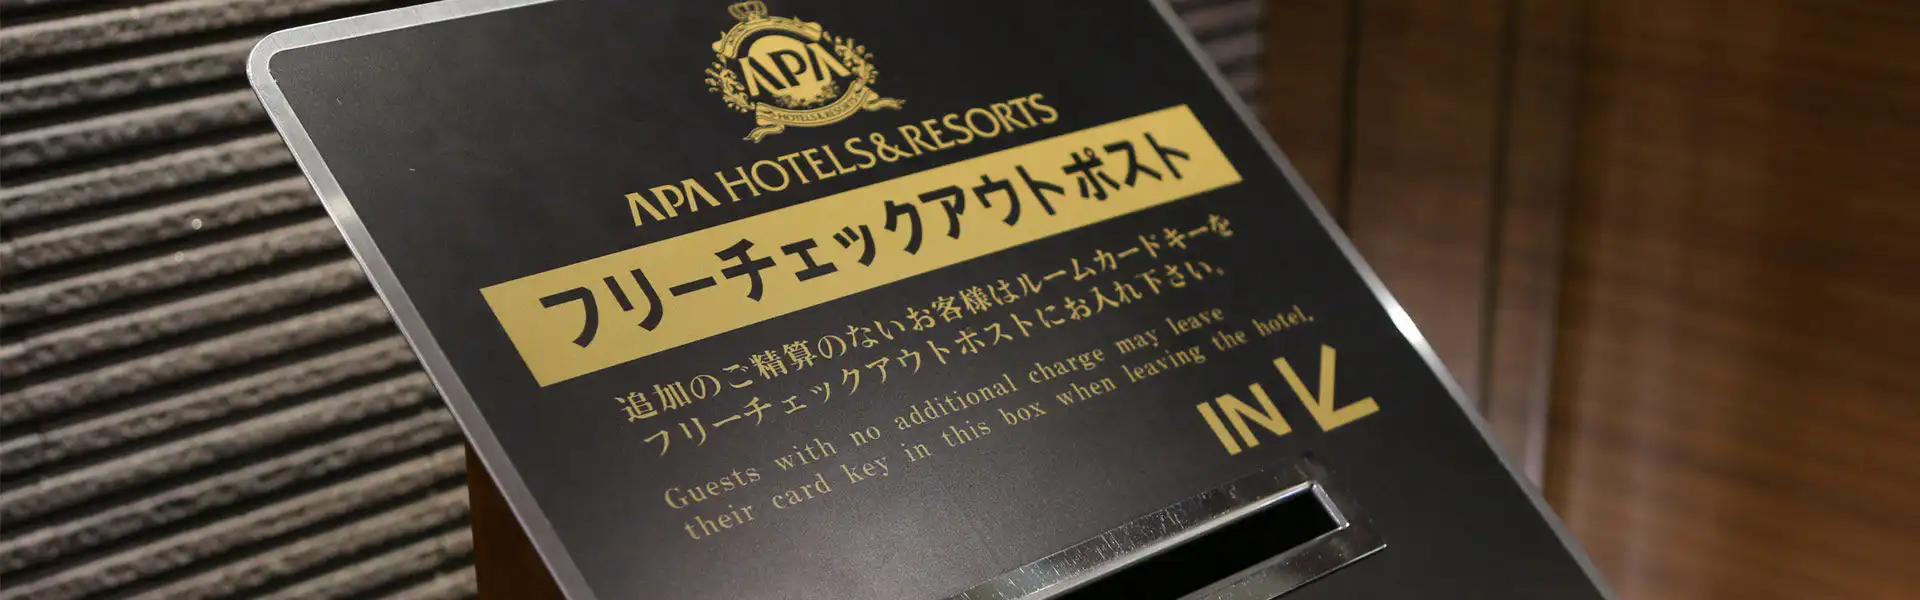 APA
HOTELS & RESORTS
APA HOTELS&RESORTS
フリーチェックアウトポスト
追加のご精算のないお客様はルームカードキーを
フリーチェックアウトポストにお入れ下さい。
Guests with no additional charge may leave
their card key in this box when leaving the hotel.
IN